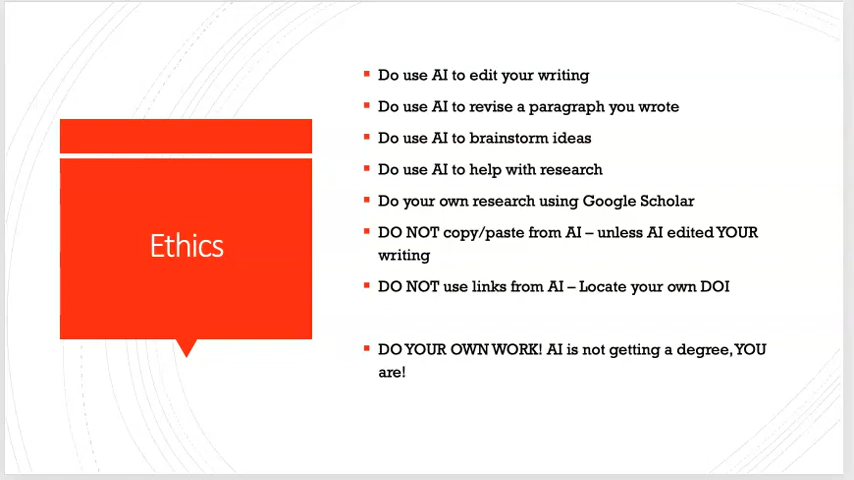 Ethics
Do use AI to edit your writing
Do use AI to revise a paragraph you wrote
Do use AI to brainstorm ideas
Do use AI to help with research
Do your own research using Google Scholar
DO NOT copy/paste from AI – unless AI edited YOUR
writing
DO NOT use links from AI – Locate your own DOI
DO YOUR OWN WORK! AI is not getting a degree, YOU
are!